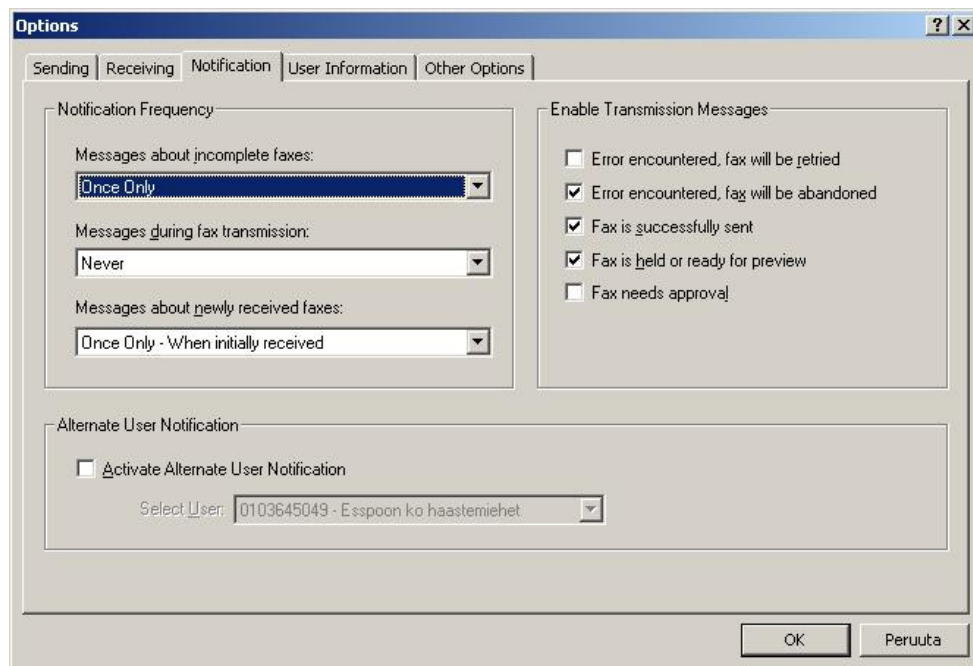 Options
Sending Receiving Notification User Information Other Options
Notification Frequency
Messages about incomplete faxes:
Once Only
Messages during fax transmission:
Never
Messages about newly received faxes:
Once Only - When initially received
Enable Transmission Messages
Error encountered, fax will be retried
Error encountered, fax will be abandoned
Fax is successfully sent
Fax is held or ready for preview
Fax needs approval
Alternate User Notification
Activate Alternate User Notification
Select User: 0103645049 - Esspoon ko haastemiehet
OK Peruuta